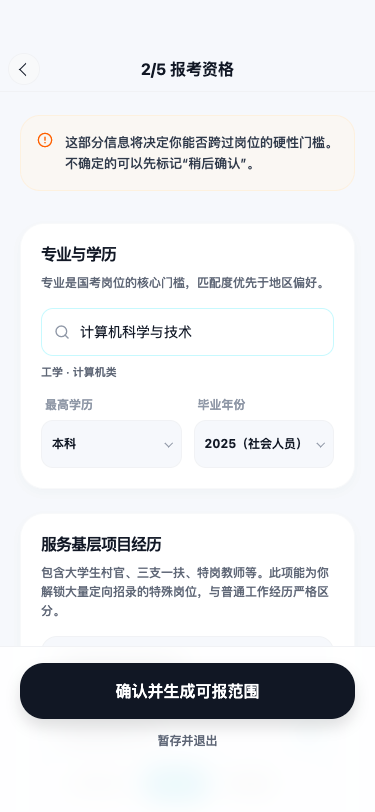 2/5 报考资格
这部分信息将决定你能否跨过岗位的硬性门槛。
不确定的可以先标记“稍后确认”。
专业与学历
专业是国考岗位的核心门槛，匹配度优先于地区偏好。
计算机科学与技术
工学 · 计算机类
最高学历
毕业年份
本科
2025（社会人员）
服务基层项目经历
包含大学生村官、三支一扶、特岗教师等。此项能为你
解锁大量定向招录的特殊岗位，与普通工作经历严格区
分。
确认并生成可报范围
暂存并退出